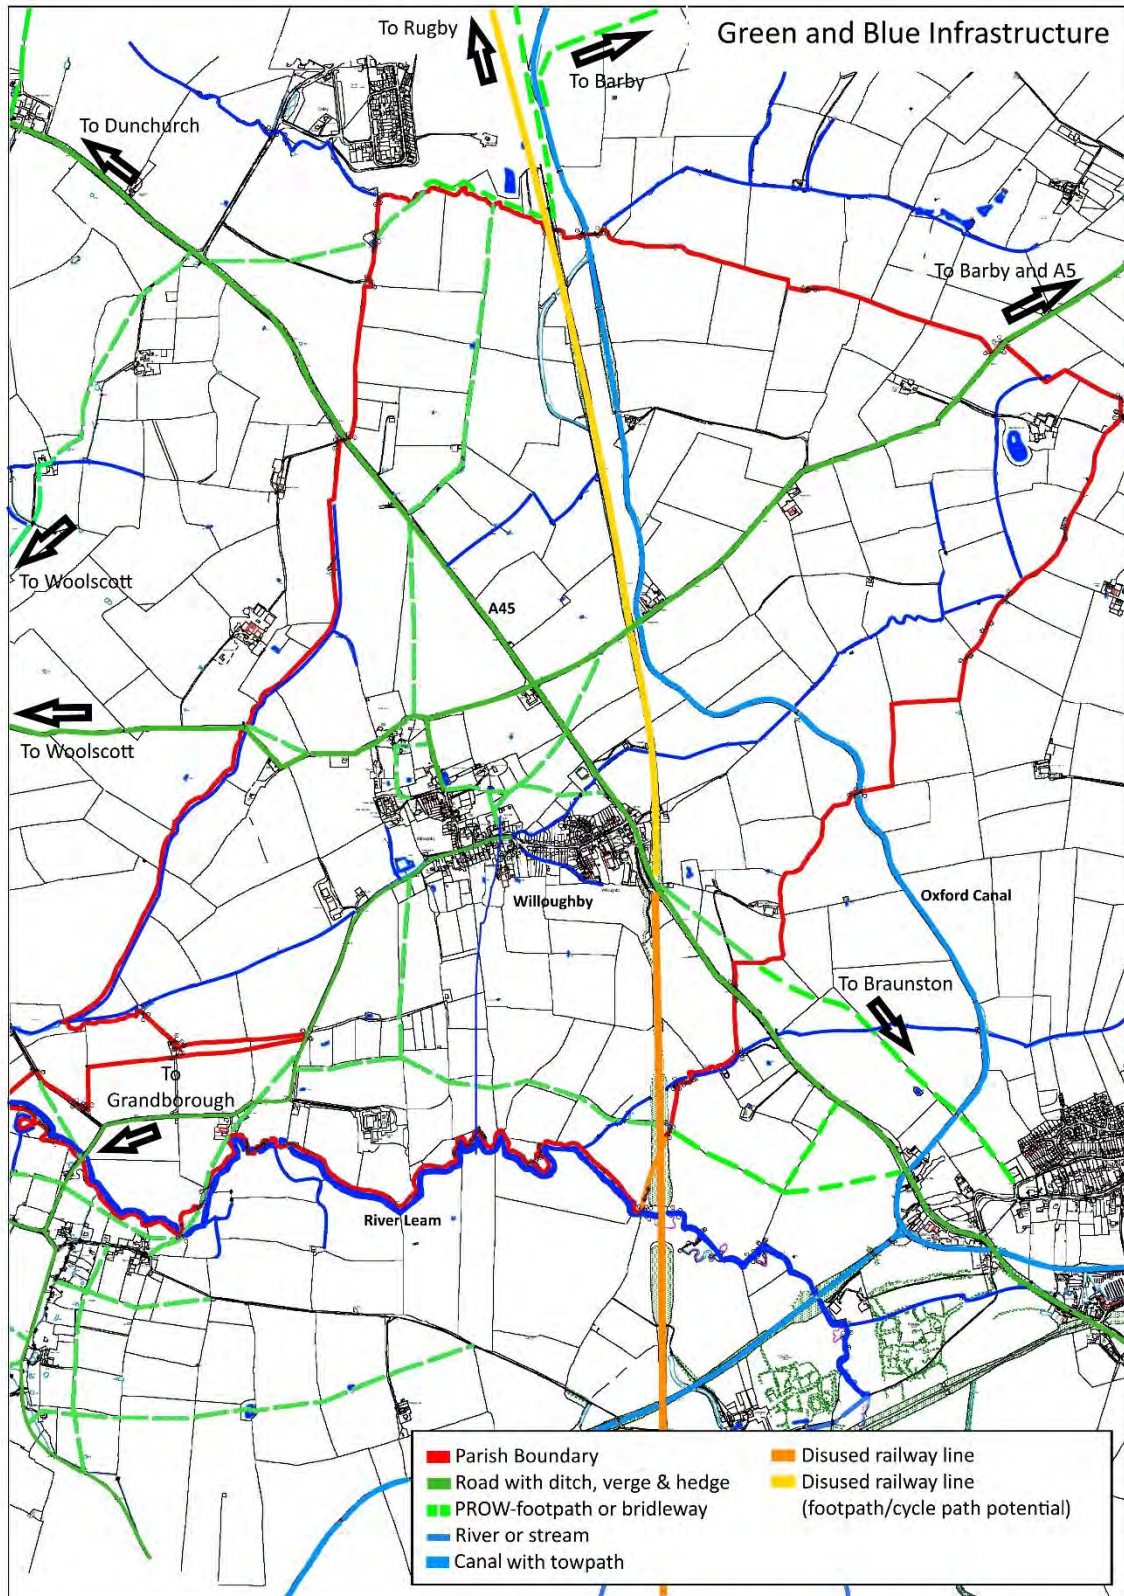 Green and Blue Infrastructure
To Rugby
To Barby
To Dunchurch
To Barby and A5
To Woolscott
A45
To Woolscott
Willoughby
Oxford Canal
To Braunston
To
Grandborough
River Leam
Parish Boundary
Road with ditch, verge & hedge
PROW-footpath or bridleway
River or stream
Canal with towpath
Disused railway line
Disused railway line
(footpath/cycle path potential)